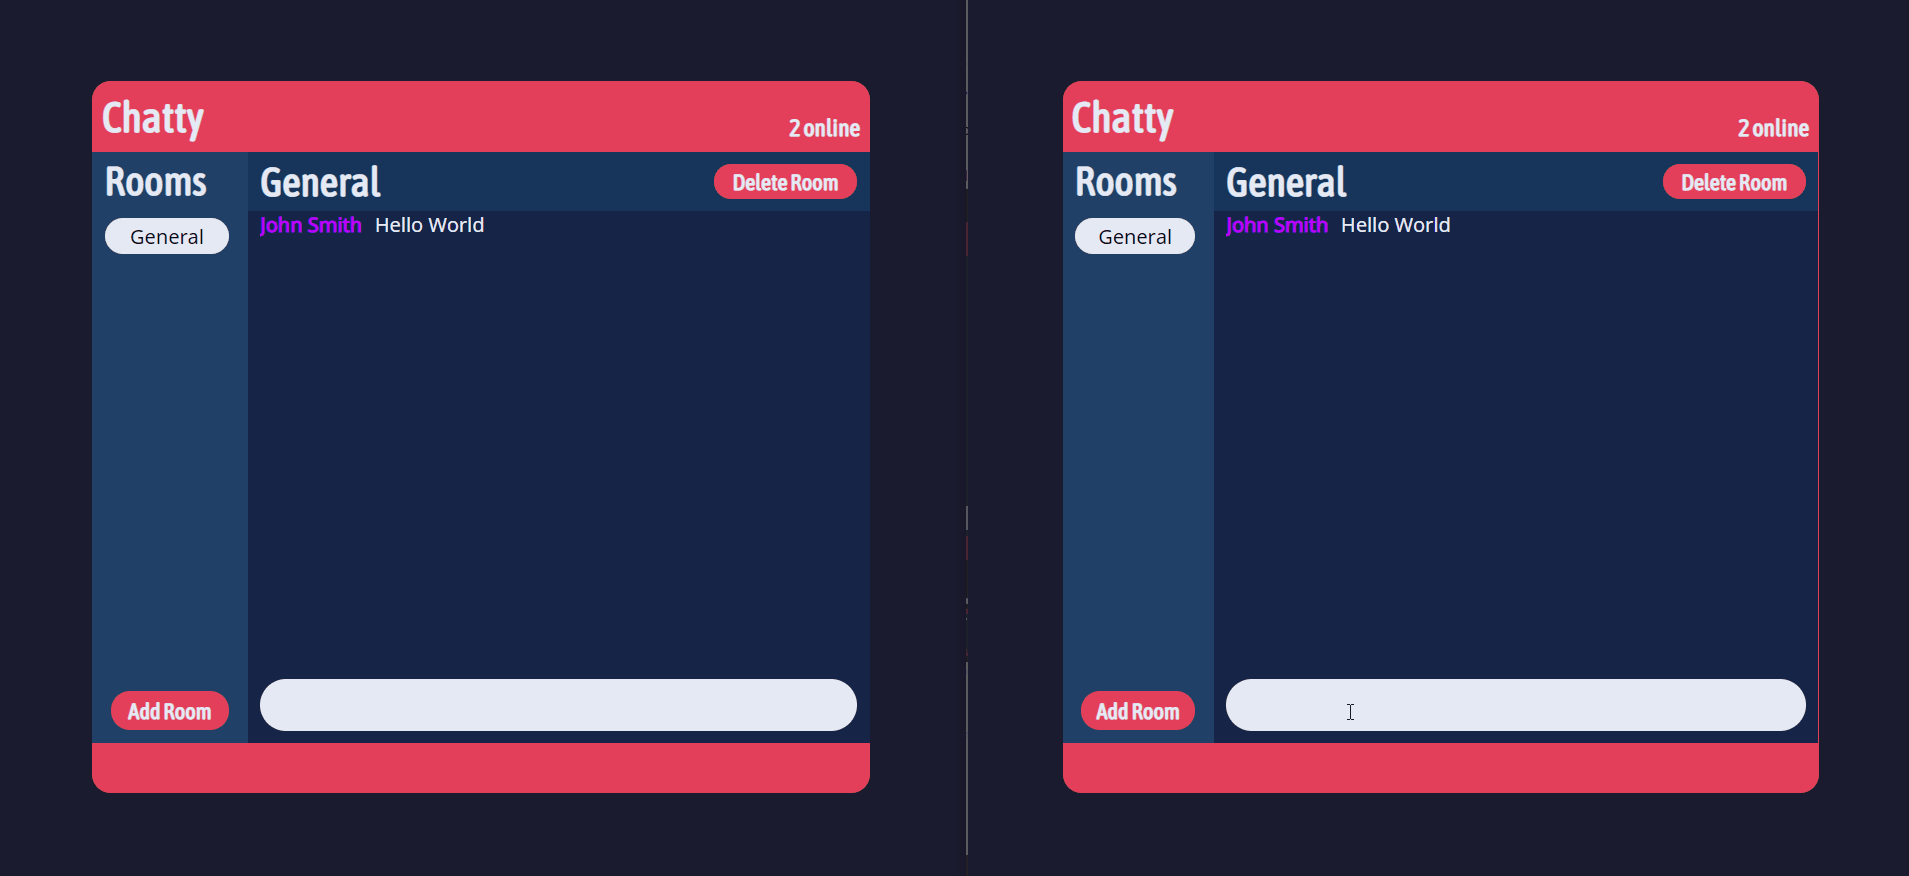 Chatty
2 online
Rooms
General
Delete Room
General
John Smith Hello World
Add Room
Chatty
2 online
Rooms
General
Delete Room
General
John Smith Hello World
Add Room